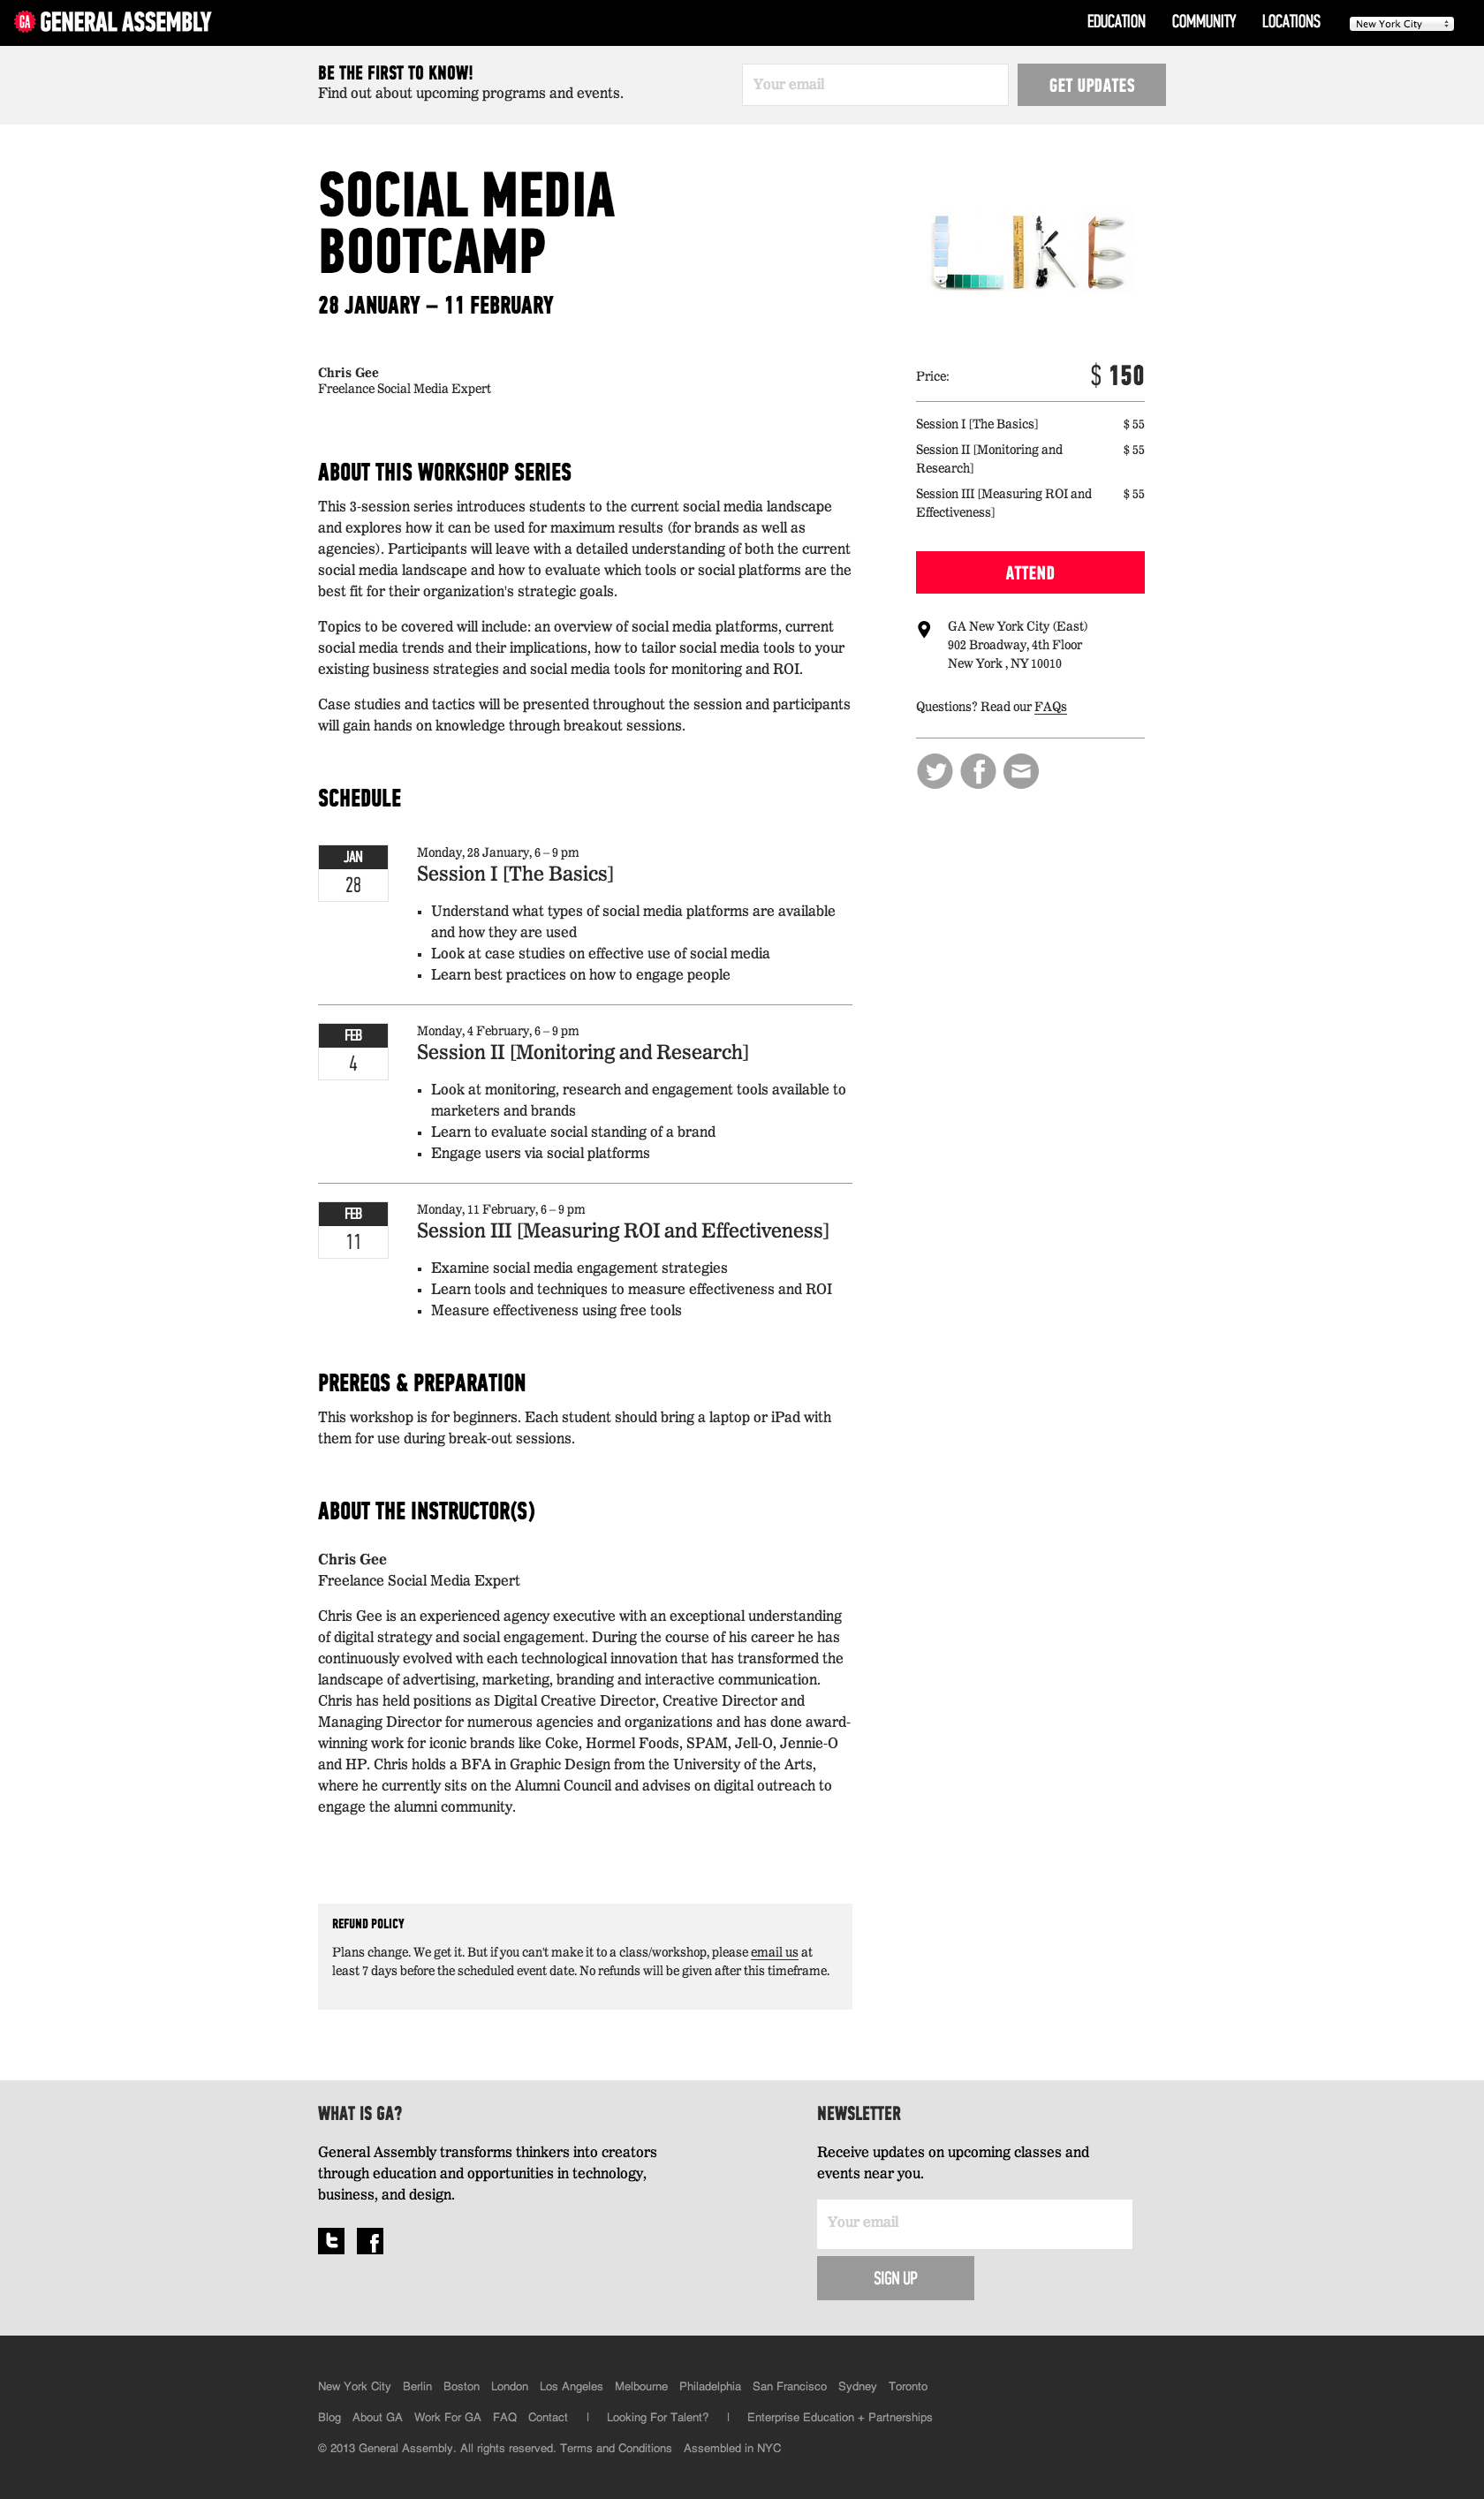 GA GENERAL ASSEMBLY
EDUCATION COMMUNITY LOCATIONS New York City
BE THE FIRST TO KNOW!
Find out about upcoming programs and events.
Your email
GET UPDATES
SOCIAL MEDIA
BOOTCAMP
28 JANUARY – 11 FEBRUARY
LIKE
Chris Gee
Freelance Social Media Expert
Price: $ 150
Session I [The Basics] $ 55
Session II [Monitoring and $ 55
Research]
Session III [Measuring ROI and $ 55
Effectiveness]
ATTEND
GA New York City (East)
902 Broadway, 4th Floor
New York , NY 10010
Questions? Read our FAQs
ABOUT THIS WORKSHOP SERIES
This 3-session series introduces students to the current social media landscape
and explores how it can be used for maximum results (for brands as well as
agencies). Participants will leave with a detailed understanding of both the current
social media landscape and how to evaluate which tools or social platforms are the
best fit for their organization's strategic goals.
Topics to be covered will include: an overview of social media platforms, current
social media trends and their implications, how to tailor social media tools to your
existing business strategies and social media tools for monitoring and ROI.
Case studies and tactics will be presented throughout the session and participants
will gain hands on knowledge through breakout sessions.
SCHEDULE
JAN
28
Monday, 28 January, 6 – 9 pm
Session I [The Basics]
▪ Understand what types of social media platforms are available
and how they are used
▪ Look at case studies on effective use of social media
▪ Learn best practices on how to engage people
FEB
4
Monday, 4 February, 6 – 9 pm
Session II [Monitoring and Research]
▪ Look at monitoring, research and engagement tools available to
marketers and brands
▪ Learn to evaluate social standing of a brand
▪ Engage users via social platforms
FEB
11
Monday, 11 February, 6 – 9 pm
Session III [Measuring ROI and Effectiveness]
▪ Examine social media engagement strategies
▪ Learn tools and techniques to measure effectiveness and ROI
▪ Measure effectiveness using free tools
PREREQS & PREPARATION
This workshop is for beginners. Each student should bring a laptop or iPad with
them for use during break-out sessions.
ABOUT THE INSTRUCTOR(S)
Chris Gee
Freelance Social Media Expert
Chris Gee is an experienced agency executive with an exceptional understanding
of digital strategy and social engagement. During the course of his career he has
continuously evolved with each technological innovation that has transformed the
landscape of advertising, marketing, branding and interactive communication.
Chris has held positions as Digital Creative Director, Creative Director and
Managing Director for numerous agencies and organizations and has done award-
winning work for iconic brands like Coke, Hormel Foods, SPAM, Jell-O, Jennie-O
and HP. Chris holds a BFA in Graphic Design from the University of the Arts,
where he currently sits on the Alumni Council and advises on digital outreach to
engage the alumni community.
REFUND POLICY
Plans change. We get it. But if you can't make it to a class/workshop, please email us at
least 7 days before the scheduled event date. No refunds will be given after this timeframe.
WHAT IS GA?
General Assembly transforms thinkers into creators
through education and opportunities in technology,
business, and design.
NEWSLETTER
Receive updates on upcoming classes and
events near you.
Your email
SIGN UP
New York City Berlin Boston London Los Angeles Melbourne Philadelphia San Francisco Sydney Toronto
Blog About GA Work For GA FAQ Contact | Looking For Talent? | Enterprise Education + Partnerships
© 2013 General Assembly. All rights reserved. Terms and Conditions Assembled in NYC